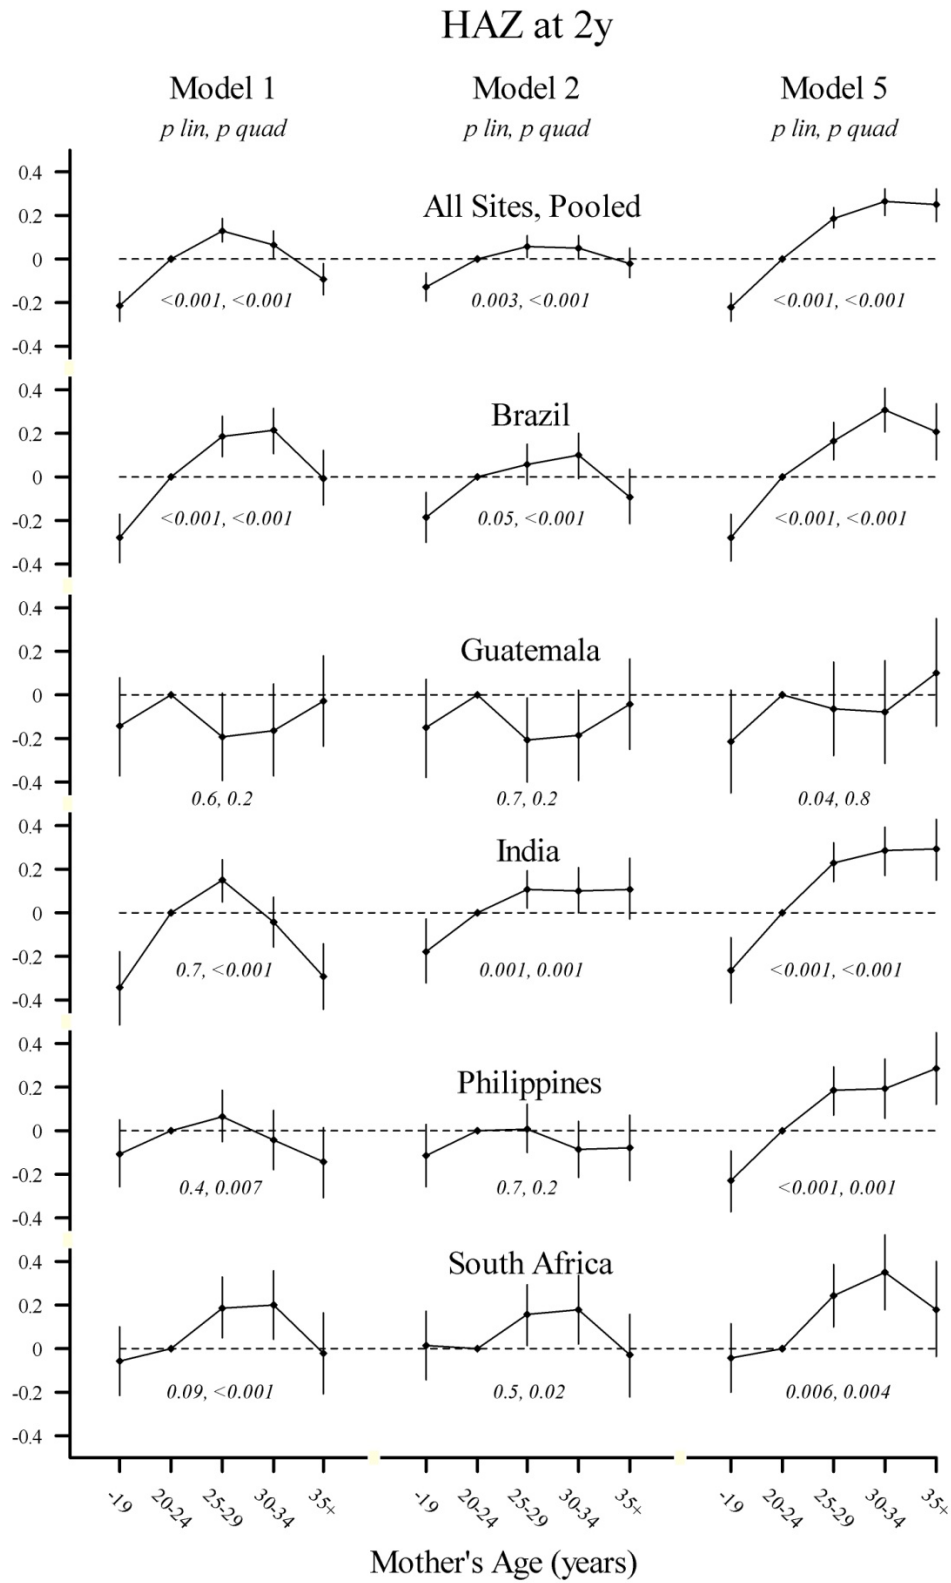 HAZ at 2y
Model 1 Model 2 Model 5
p lin, p quad p lin, p quad p lin, p quad
All Sites, Pooled
0.4
0.2
0
-0.2
-0.4
<0.001, <0.001 0.003, <0.001 <0.001, <0.001
Brazil
0.4
0.2
0
-0.2
-0.4
<0.001, <0.001 0.05, <0.001 <0.001, <0.001
Guatemala
0.4
0.2
0
-0.2
-0.4
0.6, 0.2 0.7, 0.2 0.04, 0.8
India
0.4
0.2
0
-0.2
-0.4
0.7, <0.001 0.001, 0.001 <0.001, <0.001
Philippines
0.4
0.2
0
-0.2
-0.4
0.4, 0.007 0.7, 0.2 <0.001, 0.001
South Africa
0.4
0.2
0
-0.2
-0.4
0.09, <0.001 0.5, 0.02 0.006, 0.004
-19 20-24 25-29 30-34 35+ -19 20-24 25-29 30-34 35+ -19 20-24 25-29 30-34 35+
Mother's Age (years)